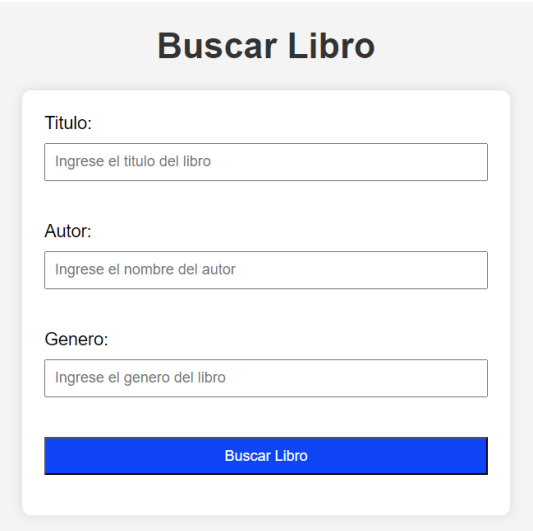 Buscar Libro
Titulo:
Ingrese el titulo del libro
Autor:
Ingrese el nombre del autor
Genero:
Ingrese el genero del libro
Buscar Libro